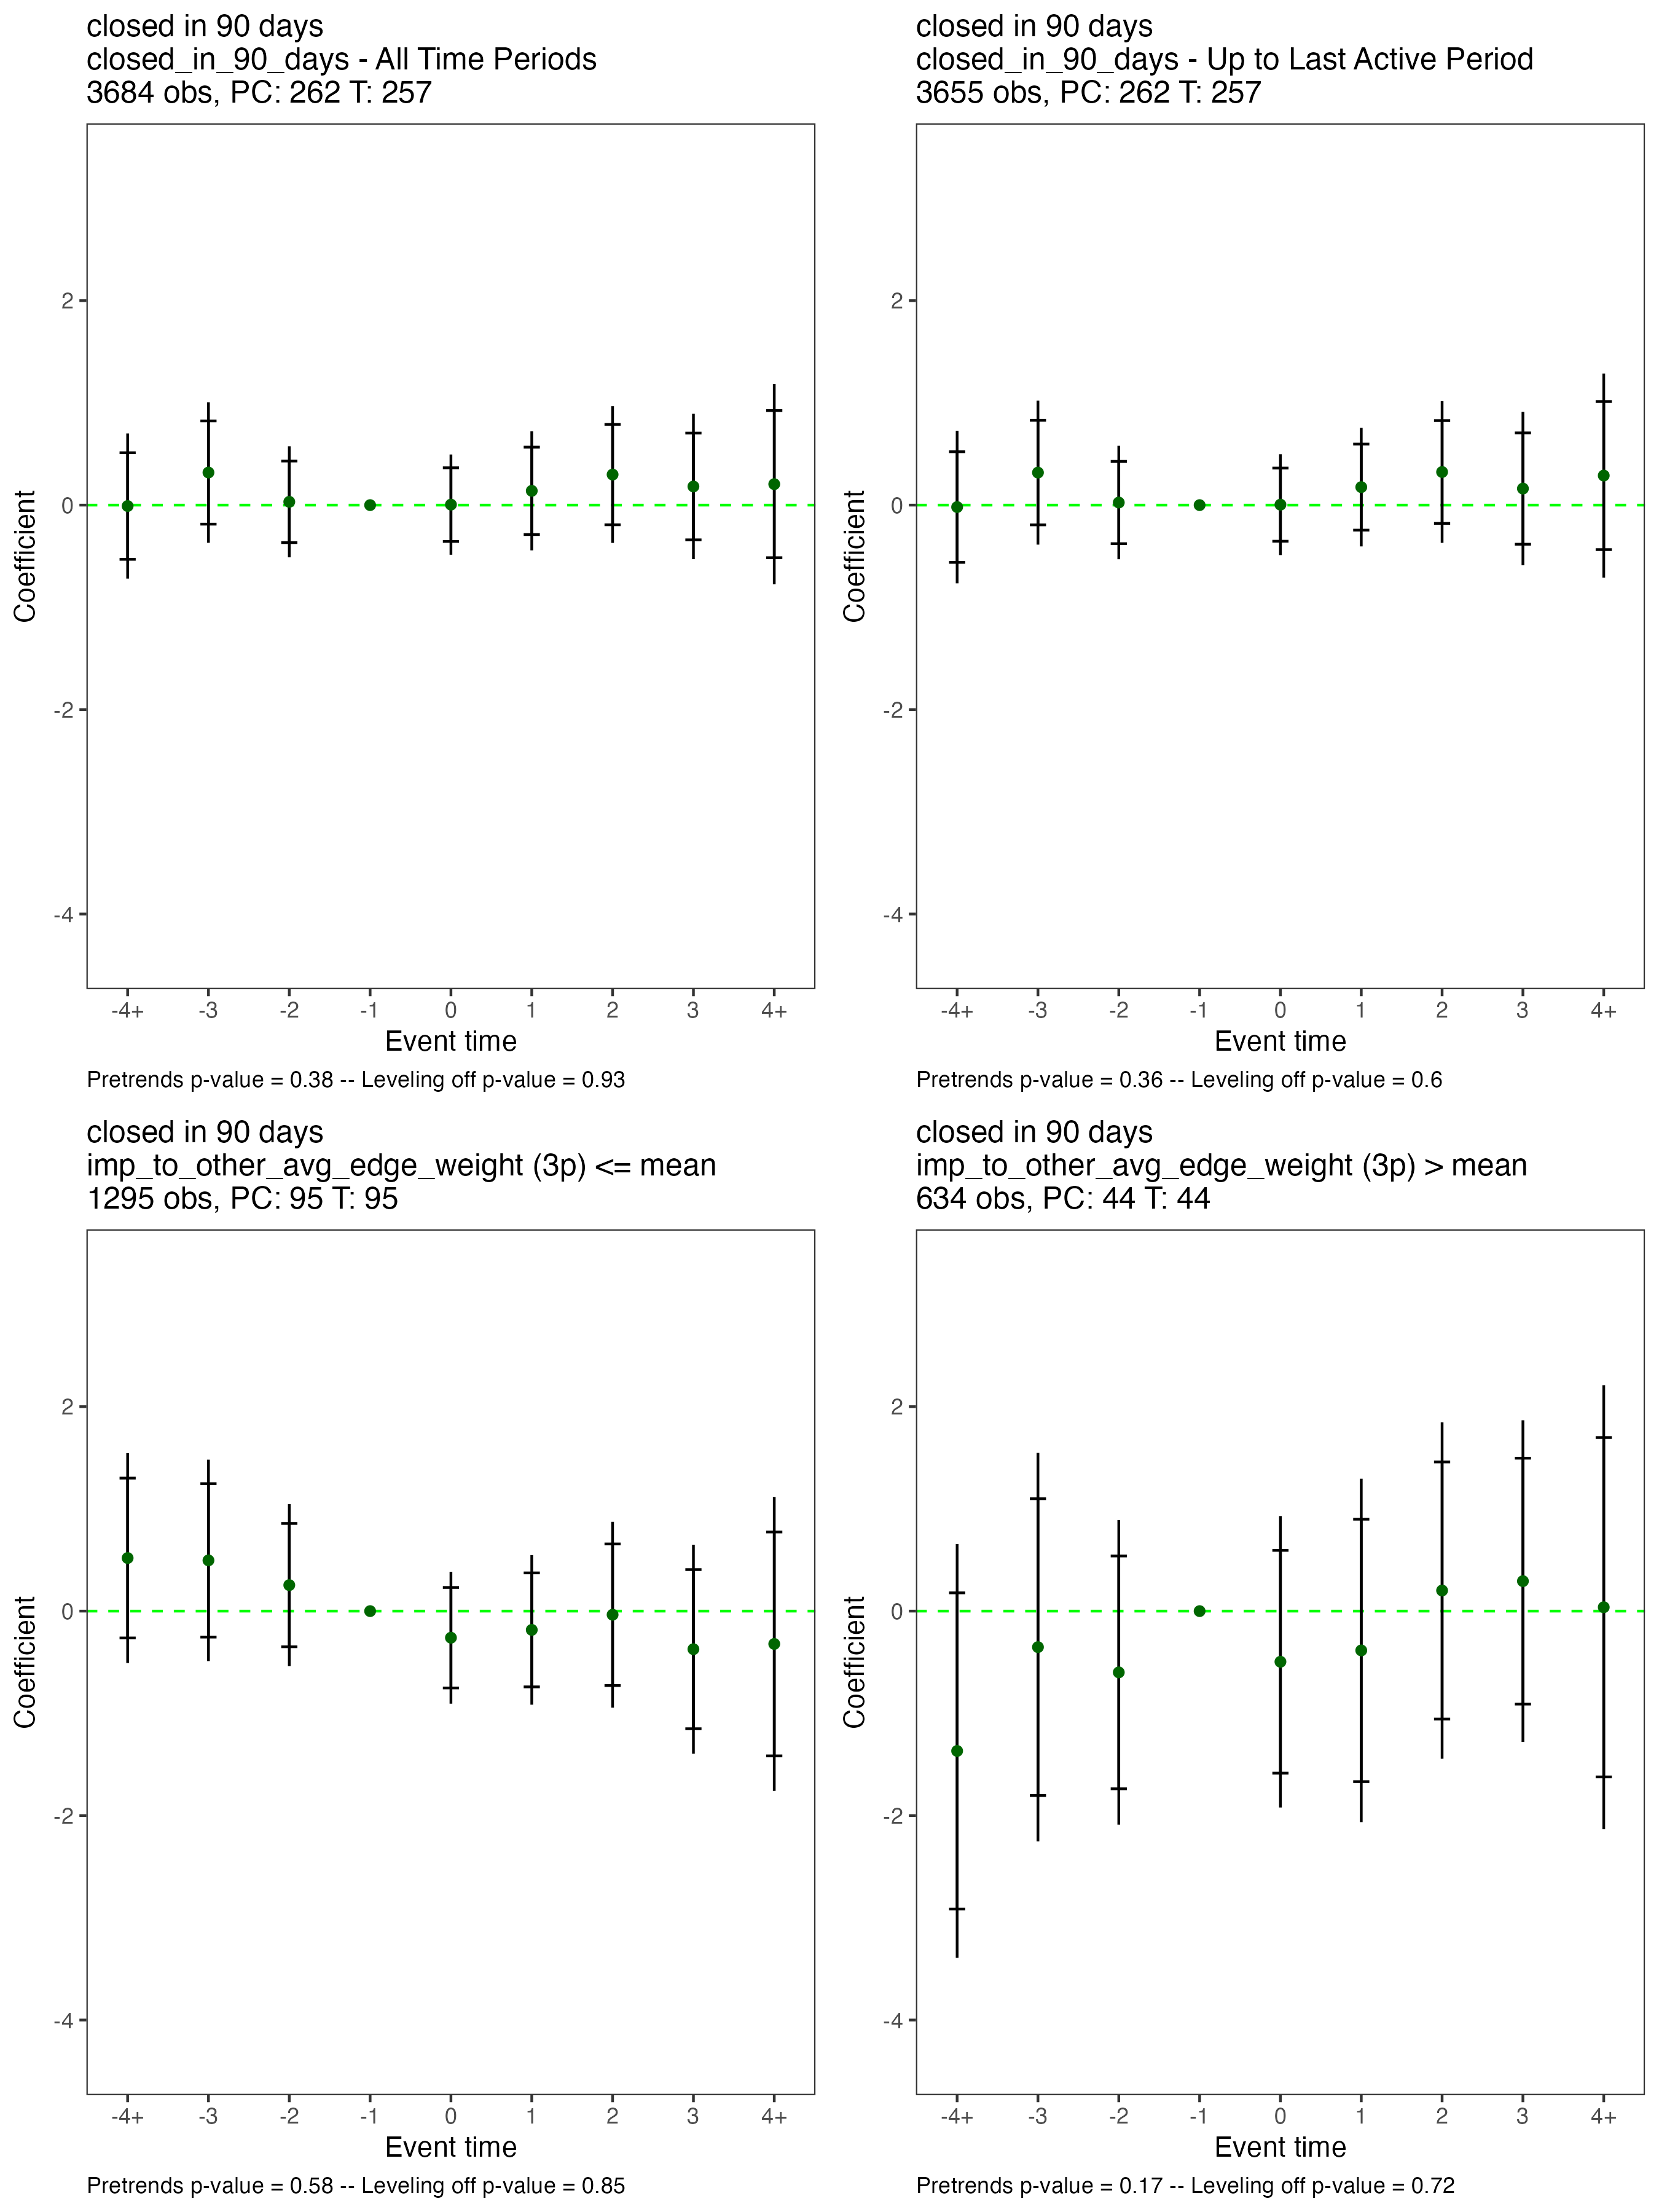 closed in 90 days
closed_in_90_days - All Time Periods
3684 obs, PC: 262 T: 257
Coefficient
2
0
-2
-4
-4+ -3 -2 -1 0 1 2 3 4+
Event time
Pretrends p-value = 0.38 -- Leveling off p-value = 0.93
closed in 90 days
closed_in_90_days - Up to Last Active Period
3655 obs, PC: 262 T: 257
Coefficient
2
0
-2
-4
-4+ -3 -2 -1 0 1 2 3 4+
Event time
Pretrends p-value = 0.36 -- Leveling off p-value = 0.6
closed in 90 days
imp_to_other_avg_edge_weight (3p) <= mean
1295 obs, PC: 95 T: 95
Coefficient
2
0
-2
-4
-4+ -3 -2 -1 0 1 2 3 4+
Event time
Pretrends p-value = 0.58 -- Leveling off p-value = 0.85
closed in 90 days
imp_to_other_avg_edge_weight (3p) > mean
634 obs, PC: 44 T: 44
Coefficient
2
0
-2
-4
-4+ -3 -2 -1 0 1 2 3 4+
Event time
Pretrends p-value = 0.17 -- Leveling off p-value = 0.72